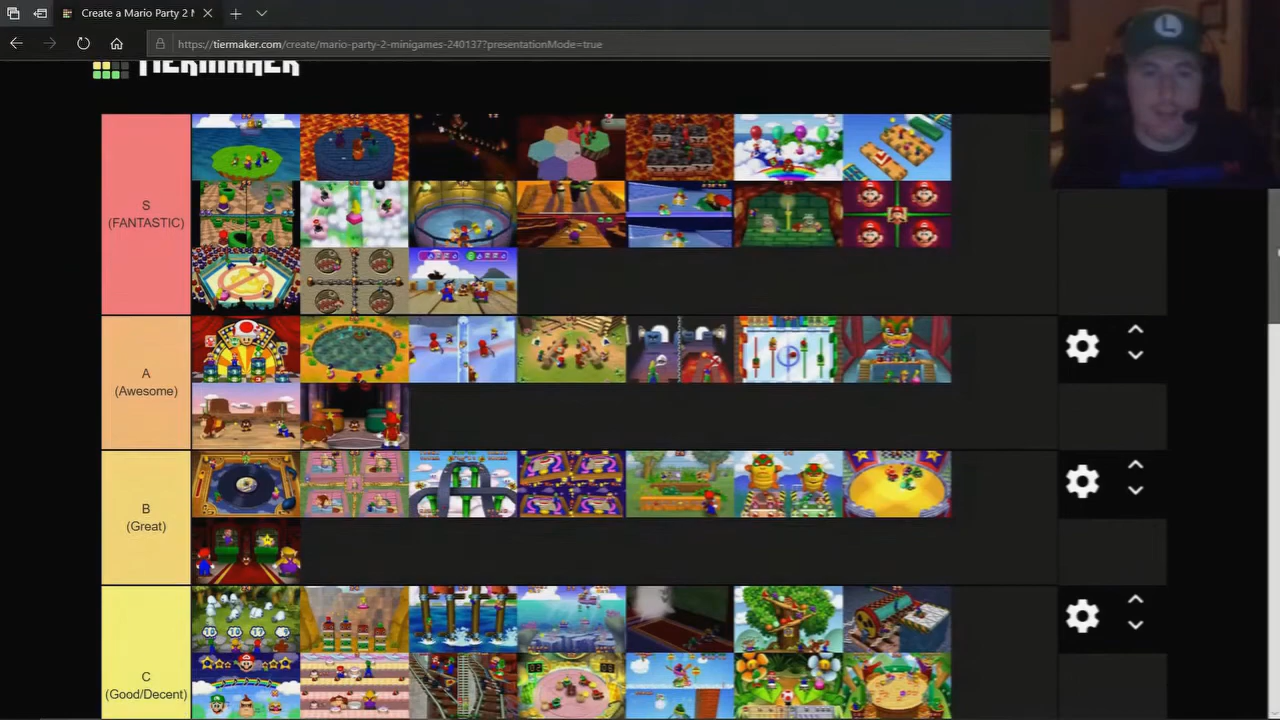 Create a Mario Party 2 M
https://tiermaker.com/create/mario-party-2-minigames-240137?presentationMode=true
TIERMAKER
S
(FANTASTIC)
A
(Awesome)
B
(Great)
C
(Good/Decent)
L